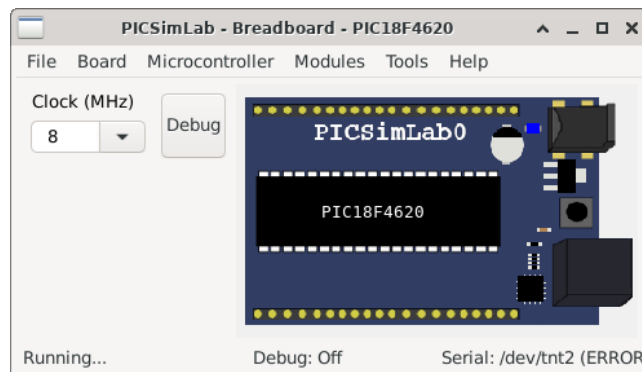 PICSimLab - Breadboard - PIC18F4620
File Board Microcontroller Modules Tools Help
Clock (MHz)
8
Debug
PICSimLab0
PIC18F4620
Running...
Debug: Off
Serial: /dev/tnt2 (ERROR